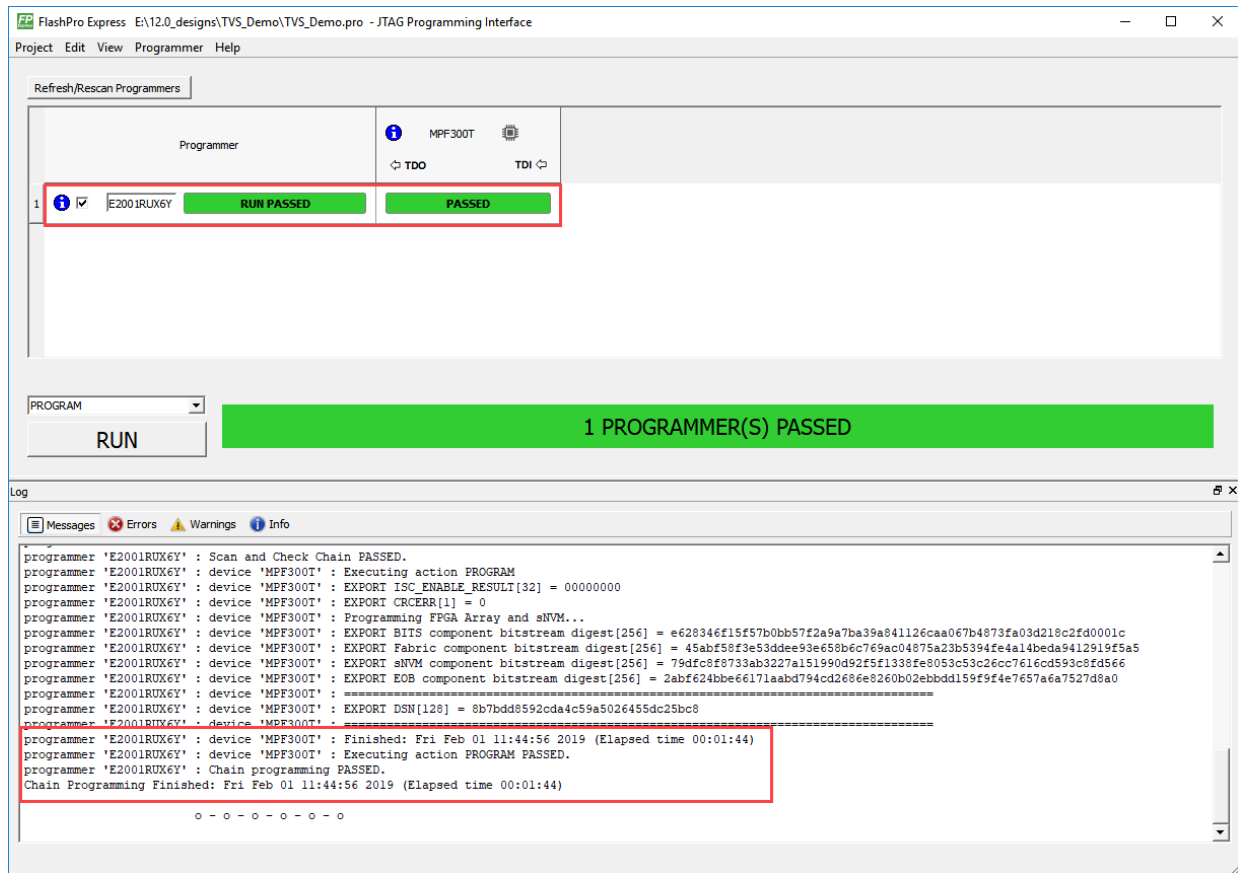 FlashPro Express E:\12.0_designs\TVS_Demo\TVS_Demo.pro - JTAG Programming Interface
Project Edit View Programmer Help
Refresh/Rescan Programmers
Programmer
MPF300T
TDO TDI
1 E2001RUX6Y RUN PASSED PASSED
PROGRAM
RUN
1 PROGRAMMER(S) PASSED
Log
Messages Errors Warnings Info
programmer 'E2001RUX6Y' : Scan and Check Chain PASSED.
programmer 'E2001RUX6Y' : device 'MPF300T' : Executing action PROGRAM
programmer 'E2001RUX6Y' : device 'MPF300T' : EXPORT ISC_ENABLE_RESULT[32] = 00000000
programmer 'E2001RUX6Y' : device 'MPF300T' : EXPORT CRCERR[1] = 0
programmer 'E2001RUX6Y' : device 'MPF300T' : Programming FPGA Array and sNVM...
programmer 'E2001RUX6Y' : device 'MPF300T' : EXPORT BITS component bitstream digest[256] = e628346f15f57b0bb57f2a9a7ba39a841126caa067b4873fa03d218c2fd0001c
programmer 'E2001RUX6Y' : device 'MPF300T' : EXPORT Fabric component bitstream digest[256] = 45abf58f3e53ddee93e658b6c769ac04875a23b5394fe4a14beda9412919f5a5
programmer 'E2001RUX6Y' : device 'MPF300T' : EXPORT sNVM component bitstream digest[256] = 79dfc8f8733ab3227a151990d92f5f1338fe8053c53c26cc7616cd593c8fd566
programmer 'E2001RUX6Y' : device 'MPF300T' : EXPORT EOB component bitstream digest[256] = 2abf624bbe66171aabd794cd2686e8260b02ebbdd159f9f4e7657a6a7527d8a0
programmer 'E2001RUX6Y' : device 'MPF300T' : ===================================================================================
programmer 'E2001RUX6Y' : device 'MPF300T' : EXPORT DSN[128] = 8b7bdd8592cda4c59a5026455dc25bc8
programmer 'E2001RUX6Y' : device 'MPF300T' : ===================================================================================
programmer 'E2001RUX6Y' : device 'MPF300T' : Finished: Fri Feb 01 11:44:56 2019 (Elapsed time 00:01:44)
programmer 'E2001RUX6Y' : device 'MPF300T' : Executing action PROGRAM PASSED.
programmer 'E2001RUX6Y' : Chain programming PASSED.
Chain Programming Finished: Fri Feb 01 11:44:56 2019 (Elapsed time 00:01:44)
o - o - o - o - o - o